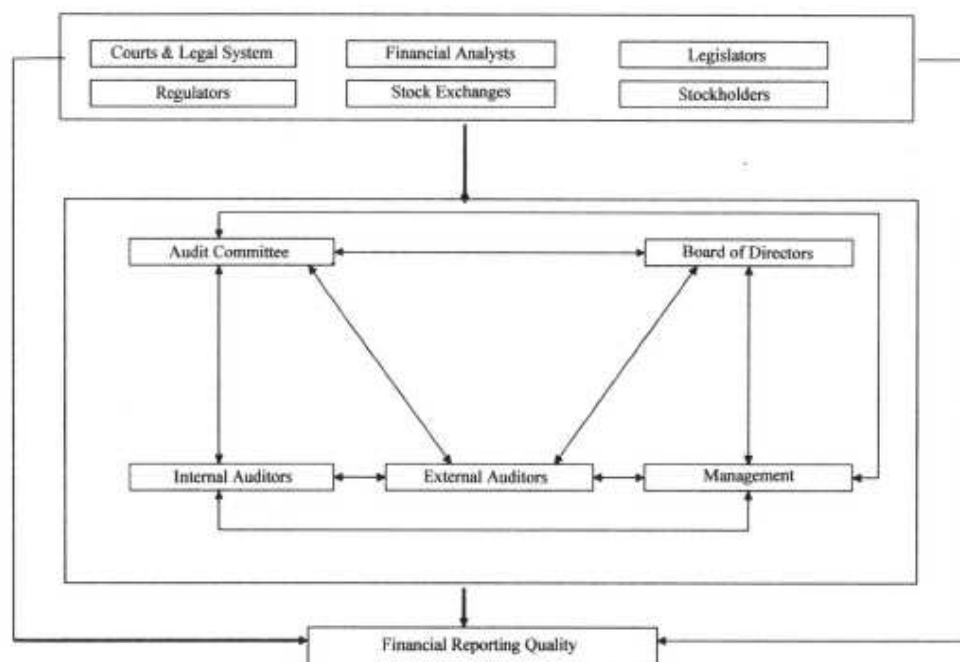 Courts & Legal System
Financial Analysts
Legislators
Regulators
Stock Exchanges
Stockholders
Audit Committee
Board of Directors
Internal Auditors
External Auditors
Management
Financial Reporting Quality